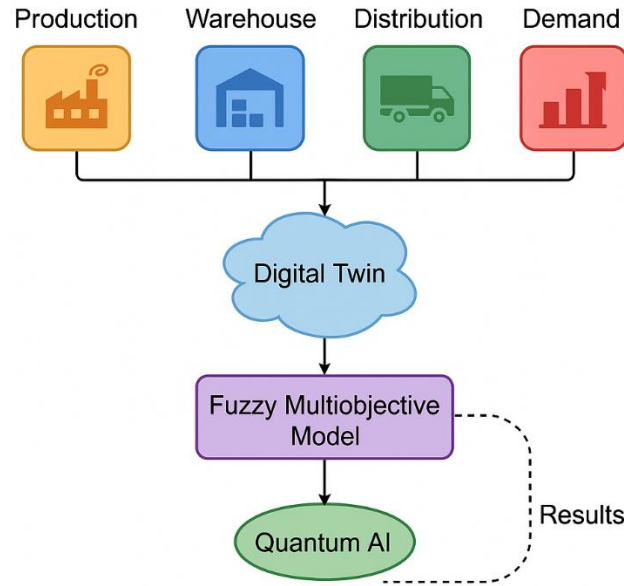 Production
Warehouse
Distribution
Demand
Digital Twin
Fuzzy Multiobjective
Model
Quantum AI
Results